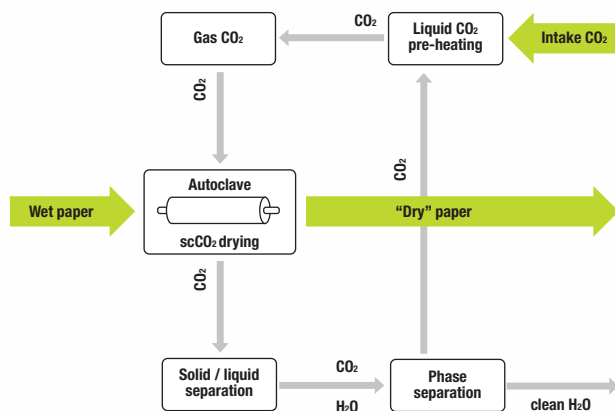 CO₂
Gas CO₂
Liquid CO₂
pre-heating
Intake CO₂
CO₂
CO₂
Wet paper
Autoclave
scCO₂ drying
“Dry” paper
CO₂
Solid / liquid
separation
CO₂
H₂O
Phase
separation
clean H₂O